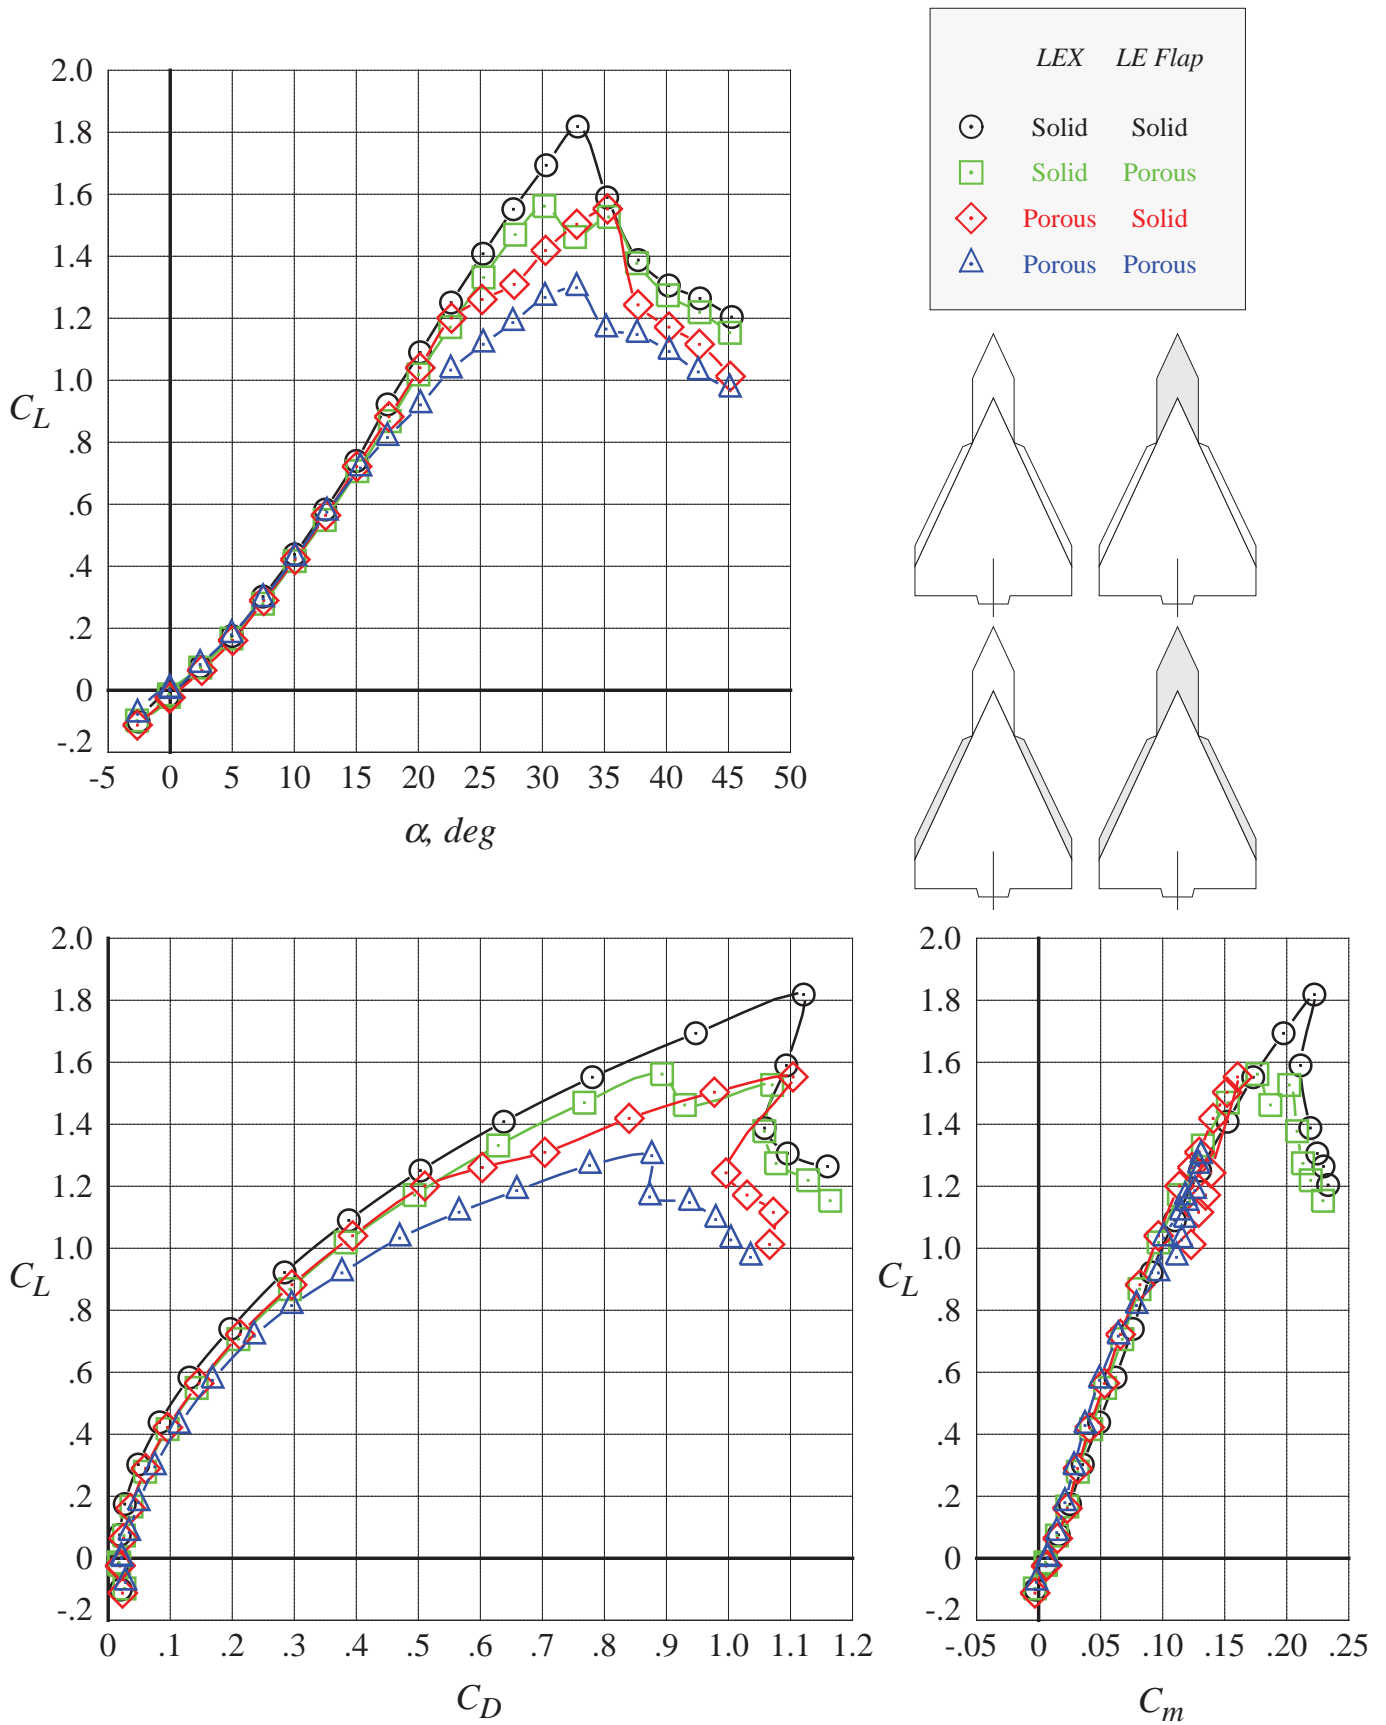 LEX LE Flap
Solid Solid
Solid Porous
Porous Solid
Porous Porous
2.0
1.8
1.6
1.4
1.2
1.0
.8
.6
.4
.2
0
-.2
C_L
-5 0 5 10 15 20 25 30 35 40 45 50
α, deg
2.0
1.8
1.6
1.4
1.2
1.0
.8
.6
.4
.2
0
-.2
C_L
0 .1 .2 .3 .4 .5 .6 .7 .8 .9 1.0 1.1 1.2
C_D
2.0
1.8
1.6
1.4
1.2
1.0
.8
.6
.4
.2
0
-.2
C_L
-.05 0 .05 .10 .15 .20 .25
C_m